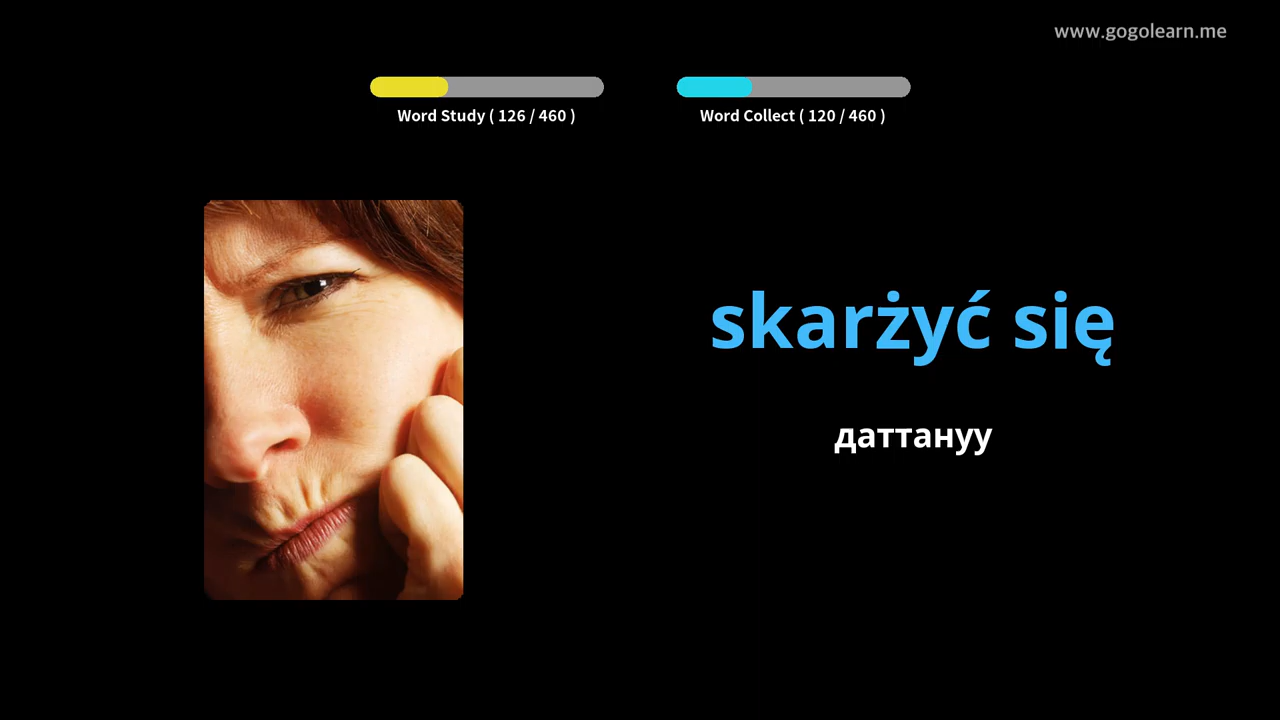 www.gogolearn.me
Word Study ( 126 / 460 )
Word Collect ( 120 / 460 )
skarżyć się
даттануу